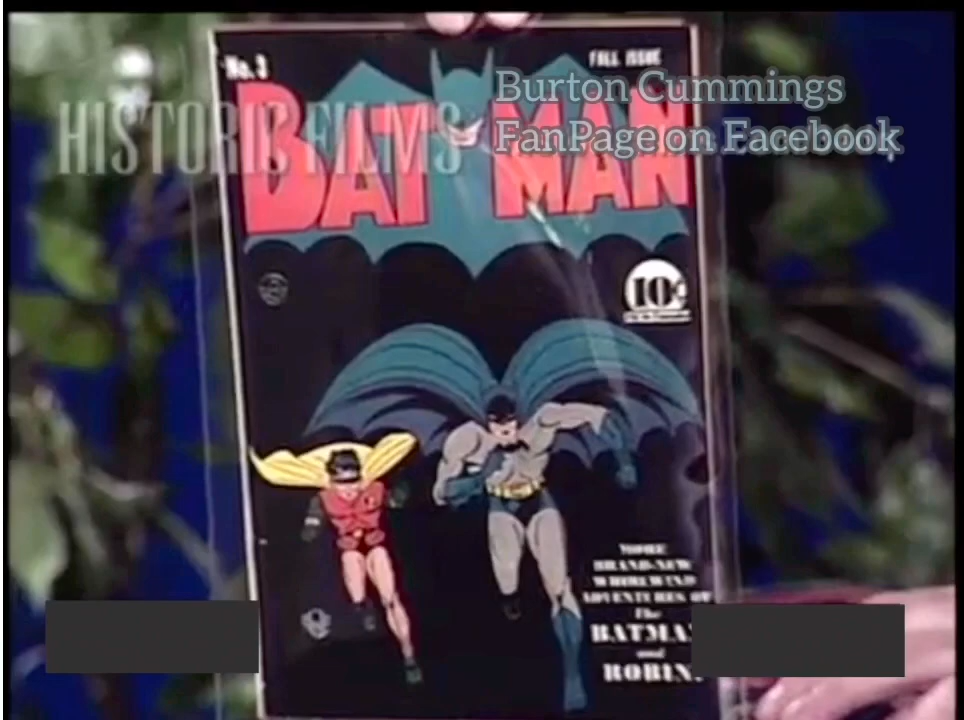 No. 3
FALL ISSUE
BATMAN
HISTORIC FILMS
Burton Cummings
FanPage on Facebook
10¢
MORE
BRAND-NEW
WHIRLWIND
ADVENTURES OF
The
BATMAN
and
ROBIN